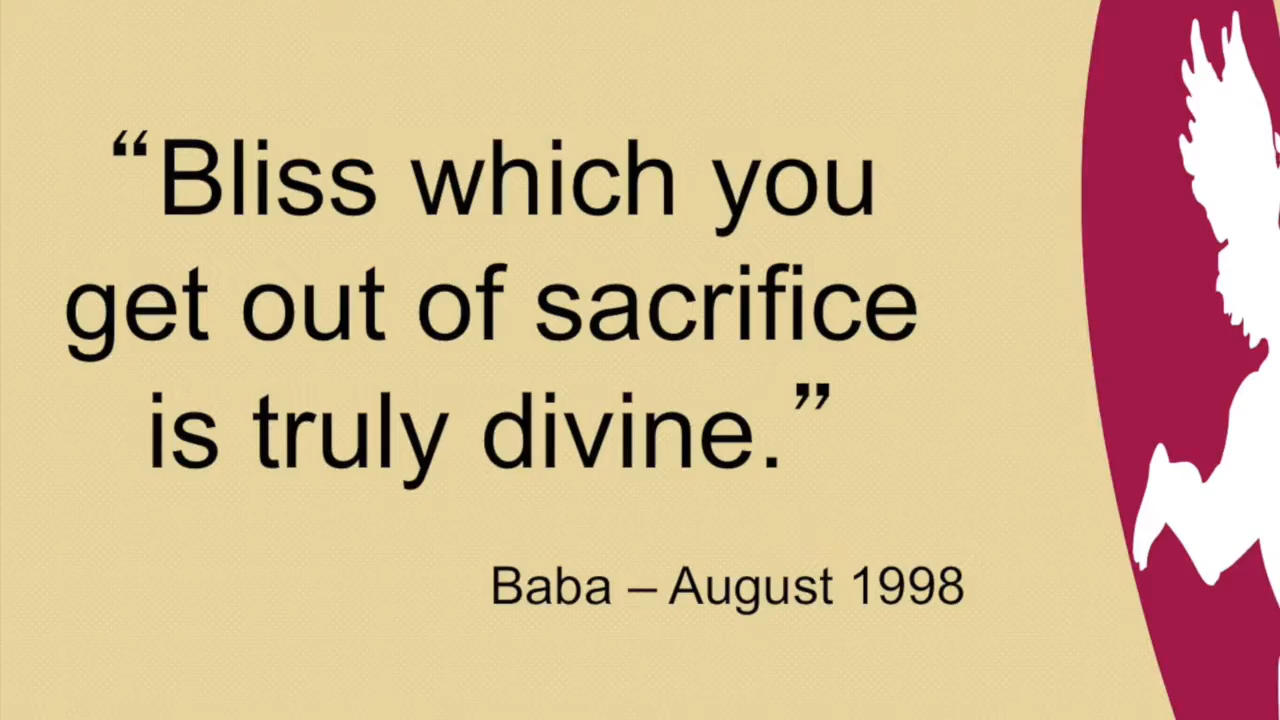 “Bliss which you
get out of sacrifice
is truly divine.”
Baba – August 1998